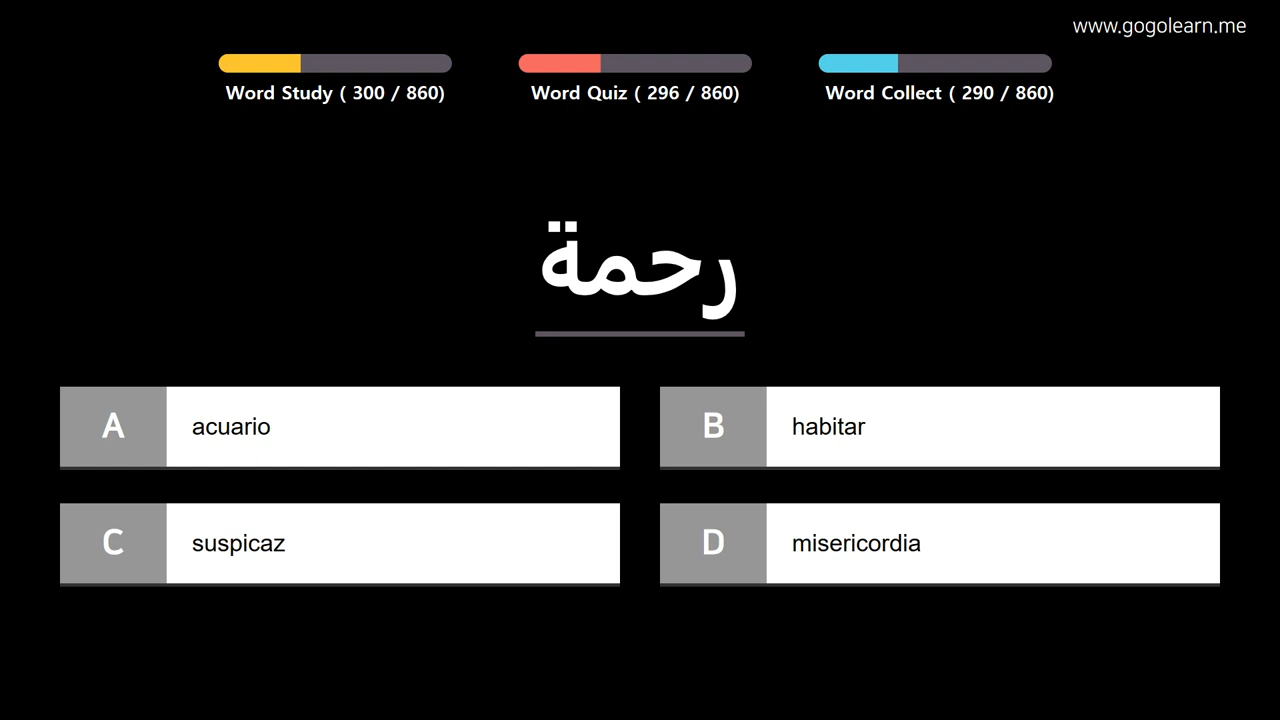 www.gogolearn.me
Word Study ( 300 / 860)
Word Quiz ( 296 / 860)
Word Collect ( 290 / 860)
رحمة
A acuario
B habitar
C suspicaz
D misericordia